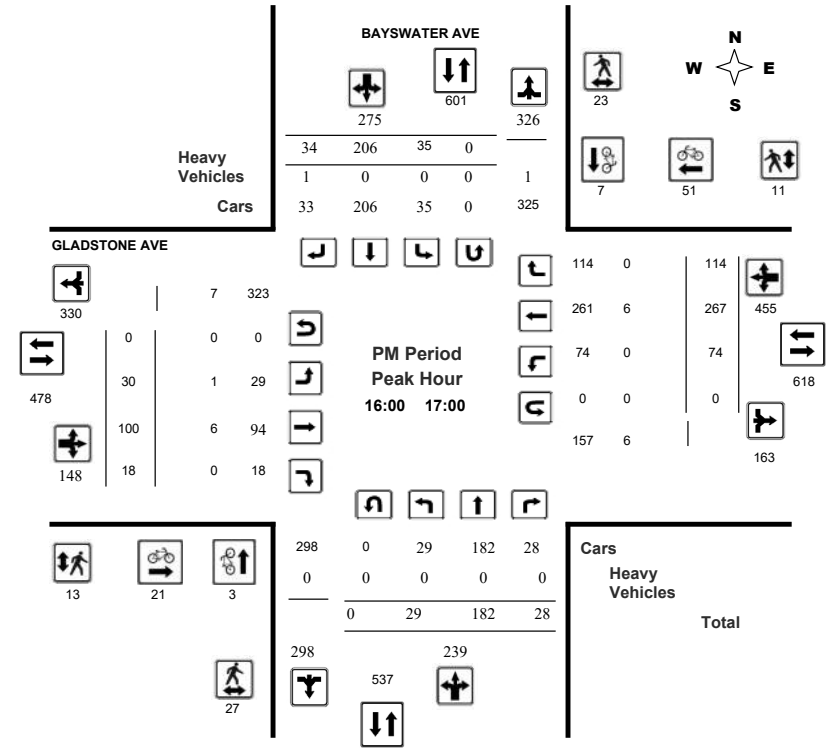 BAYSWATER AVE
N
W E
S
601
23
275 326
34 206 35 0
Heavy
Vehicles 1 0 0 0 1
Cars 33 206 35 0 325
7 51 11
GLADSTONE AVE
330 7 323
114 0 114
261 6 267 455
478 0 0 0
30 1 29
100 6 94
18 0 18
148
PM Period
Peak Hour
16:00 17:00
74 0 74
618
0 0 0
157 6 163
298 0 29 182 28 Cars
0 0 0 0 0 Heavy
Vehicles
0 29 182 28 Total
13 21 3
298 239
537
27